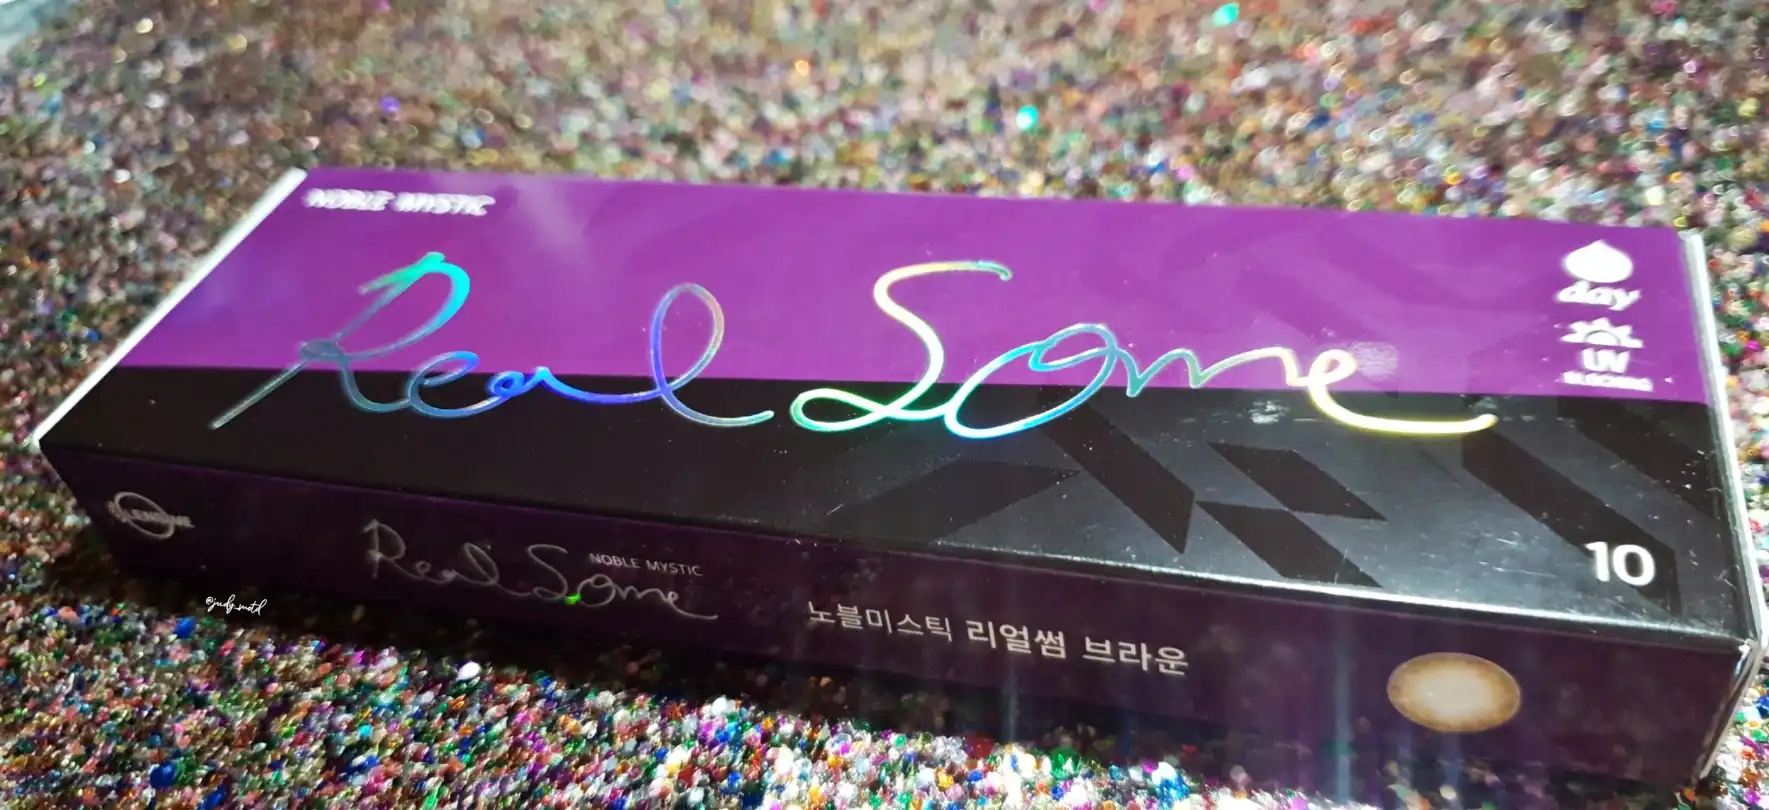 NOBLE MYSTIC
Real Some
day
UV
BLOCKING
10
Real Some
NOBLE MYSTIC
노블미스틱 리얼썸 브라운
@judy_motd